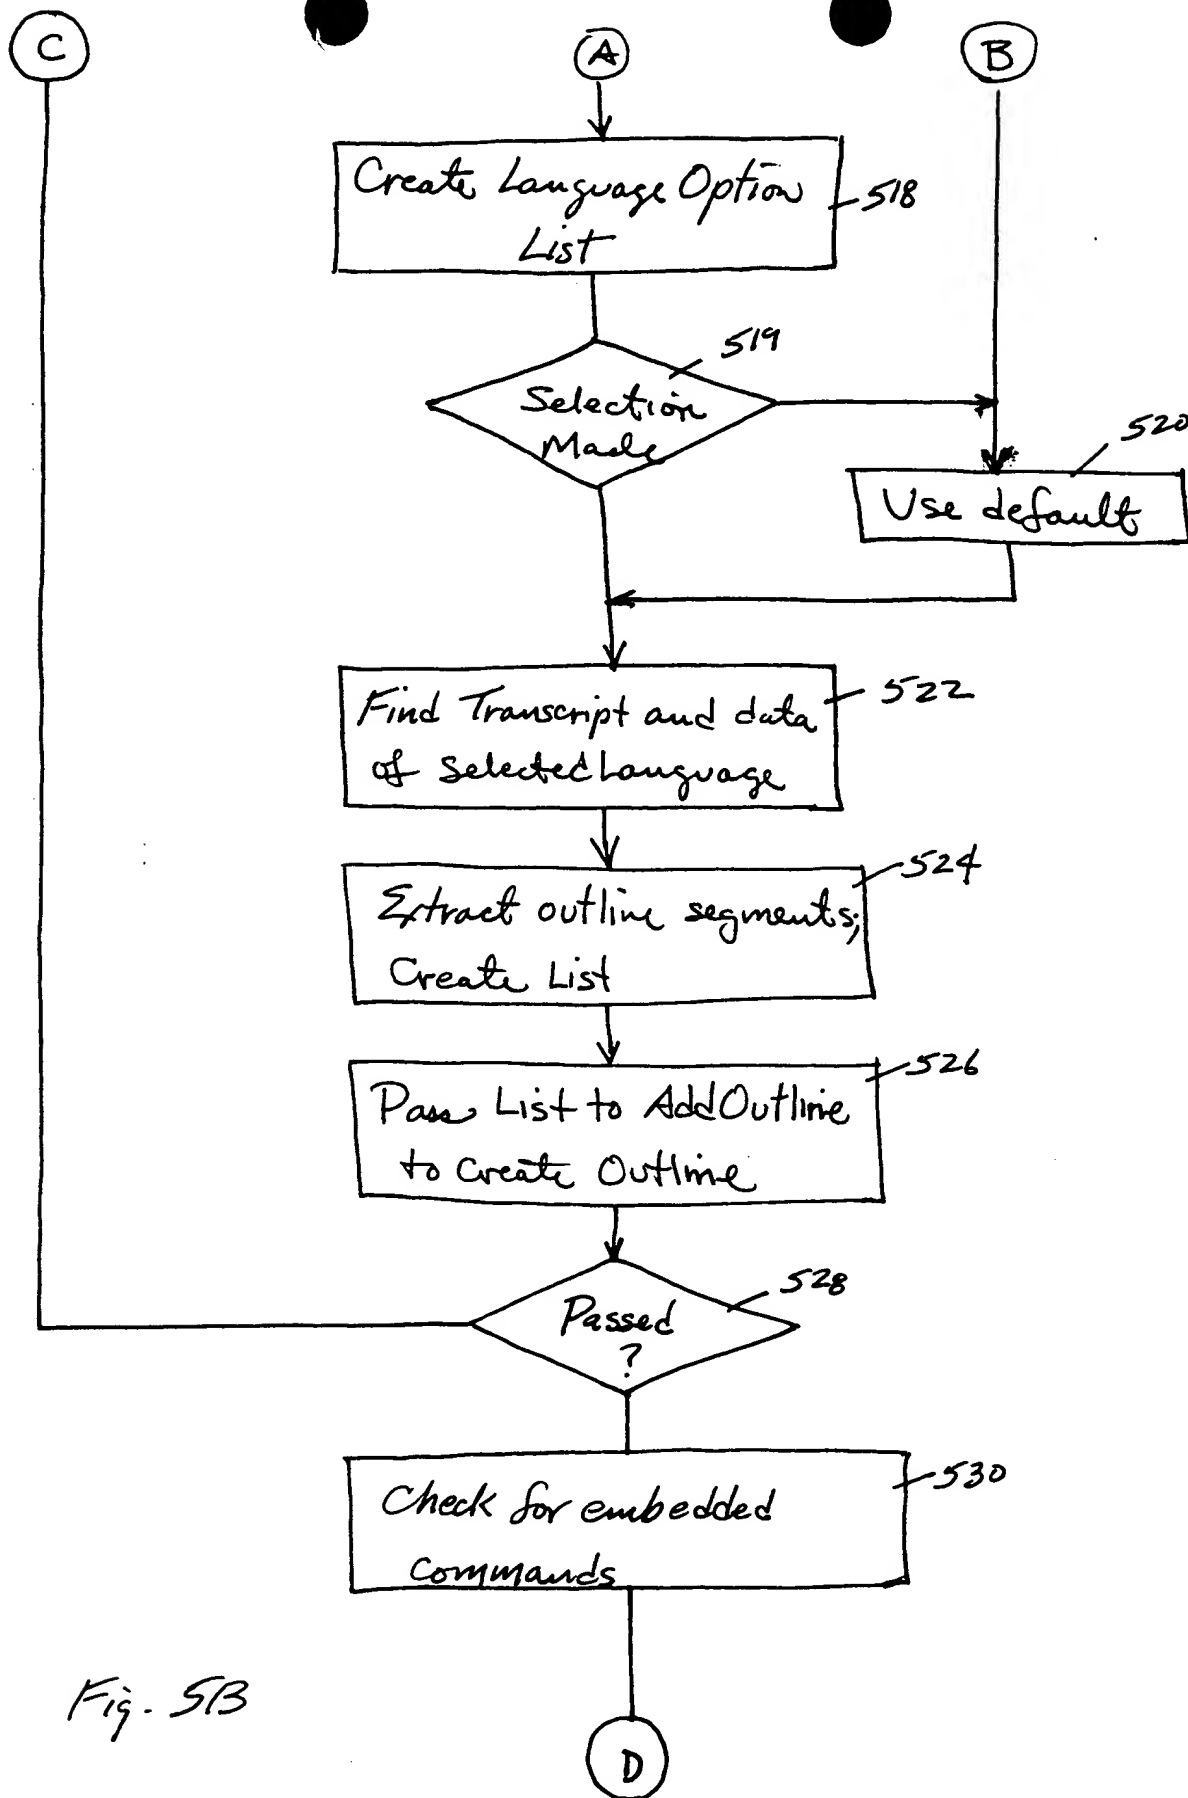 C
A
B
Create Language Option
List
518
519
Selection
Made
520
Use default
Find Transcript and data
of Selected Language
522
Extract outline segments;
Create List
524
Pass List to AddOutline
to Create Outline
526
Passed
?
528
Check for embedded
Commands
530
Fig. 5B
D